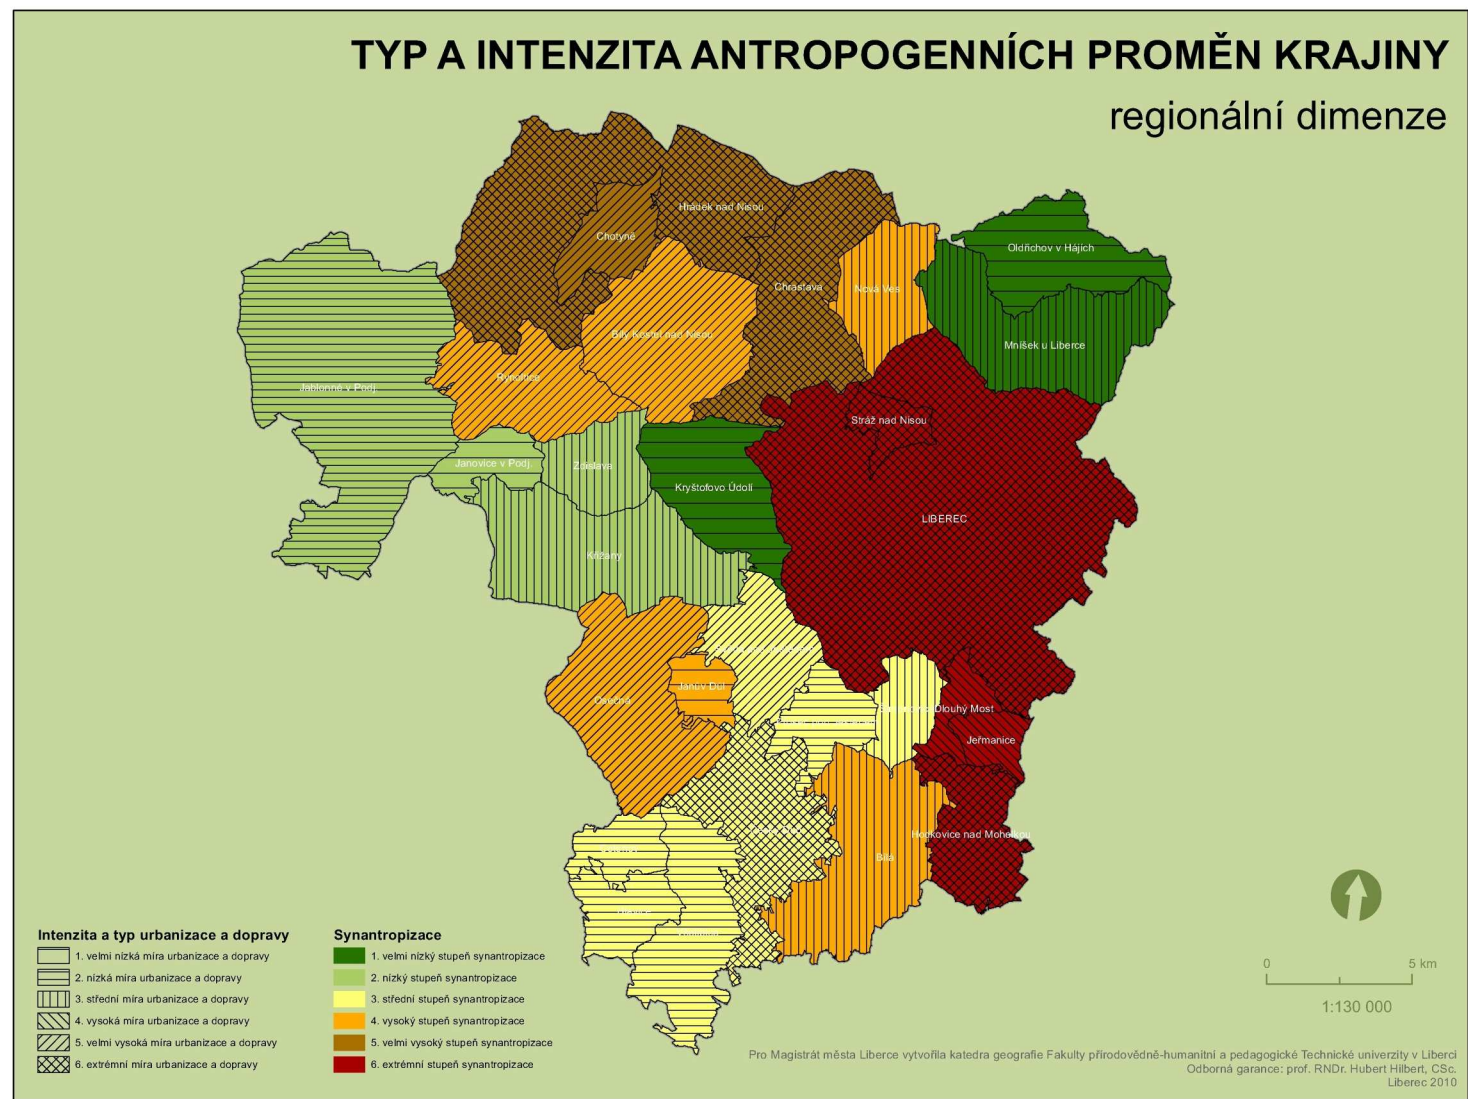 TYP A INTENZITA ANTROPOGENNÍCH PROMĚN KRAJINY
regionální dimenze
Hrádek nad Nisou
Chotyně
Oldřichov v Hájích
Chrastava
Nová Ves
Bílý Kostel nad Nisou
Mníšek u Liberce
Rynoltice
Jablonné v Podj.
Stráž nad Nisou
Janovice v Podj.
Zdislava
Kryštofovo Údolí
LIBEREC
Křižany
Janův Důl
Osečná
Dlouhý Most
Jeřmanice
Hodkovice nad Mohelkou
Bílá
Intenzita a typ urbanizace a dopravy
1. velmi nízká míra urbanizace a dopravy
2. nízká míra urbanizace a dopravy
3. střední míra urbanizace a dopravy
4. vysoká míra urbanizace a dopravy
5. velmi vysoká míra urbanizace a dopravy
6. extrémní míra urbanizace a dopravy
Synantropizace
1. velmi nízký stupeň synantropizace
2. nízký stupeň synantropizace
3. střední stupeň synantropizace
4. vysoký stupeň synantropizace
5. velmi vysoký stupeň synantropizace
6. extrémní stupeň synantropizace
0 5 km
1:130 000
Pro Magistrát města Liberce vytvořila katedra geografie Fakulty přírodovědně-humanitní a pedagogické Technické univerzity v Liberci
Odborná garance: prof. RNDr. Hubert Hilbert, CSc.
Liberec 2010